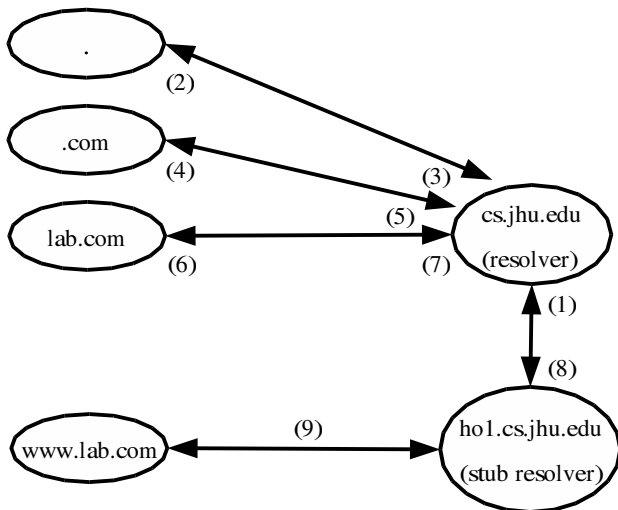 .
(2)
.com
(4)
(3)
lab.com
(5)
(6)
(7)
cs.jhu.edu
(resolver)
(1)
(8)
www.lab.com
(9)
ho1.cs.jhu.edu
(stub resolver)